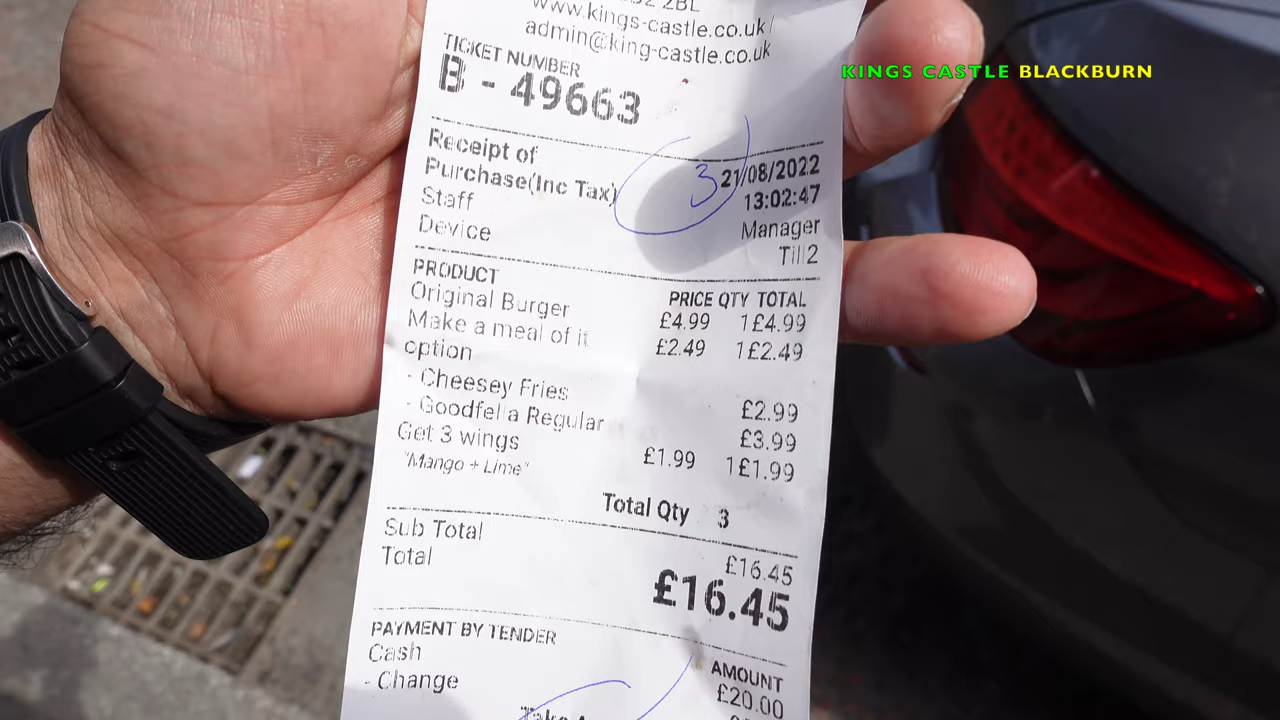 2BL
www.kings-castle.co.uk/
admin@king-castle.co.uk
KINGS CASTLE BLACKBURN
TICKET NUMBER
B - 49663
Receipt of
Purchase(Inc Tax) 3 21/08/2022
13:02:47
Staff Manager
Device Till 2
PRODUCT PRICE QTY TOTAL
Original Burger £4.99 1 £4.99
Make a meal of it £2.49 1 £2.49
option
- Cheesey Fries £2.99
- Goodfella Regular £3.99
Get 3 wings £1.99 1 £1.99
"Mango + Lime"
Total Qty 3
Sub Total £16.45
Total £16.45
PAYMENT BY TENDER AMOUNT
Cash £20.00
- Change